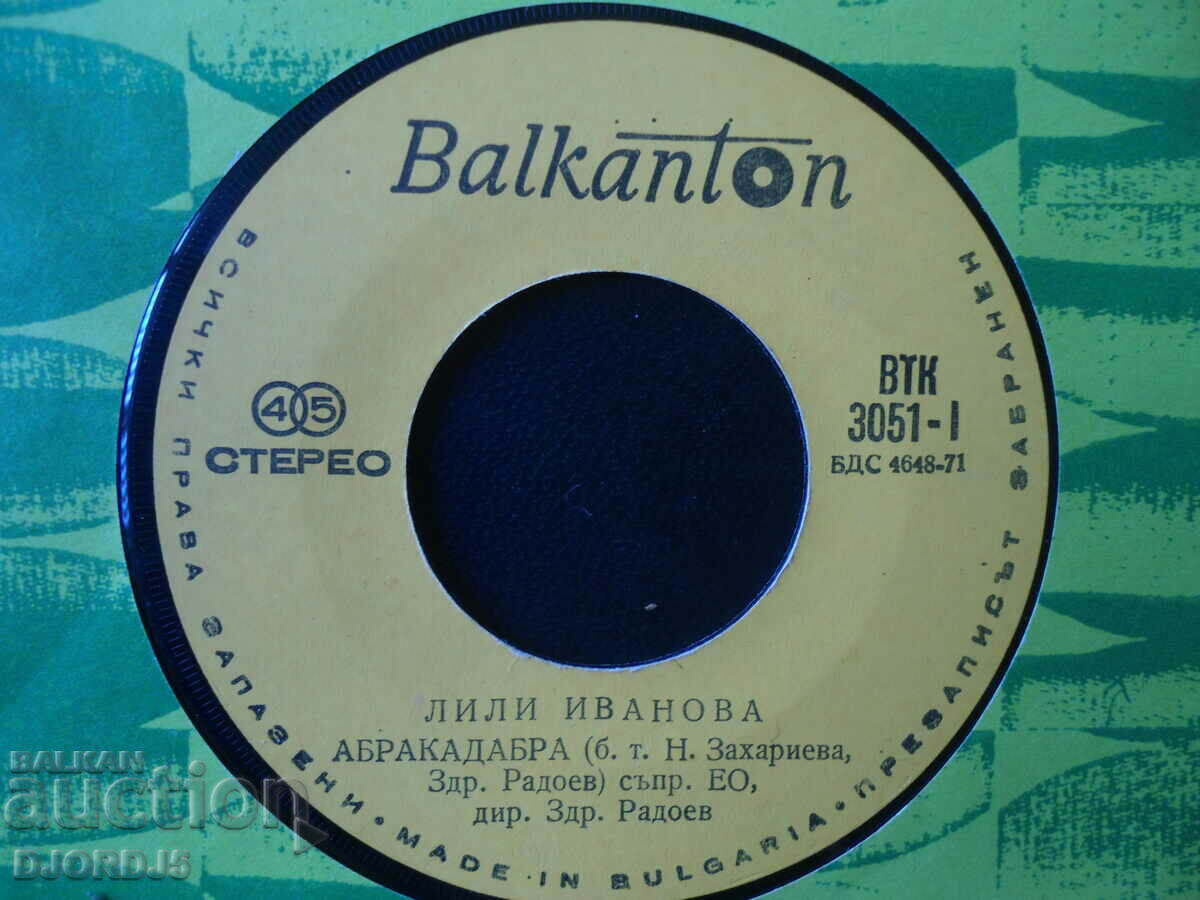 Balkanton
45
СТЕРЕО
ВТК
3051-I
БДС 4648-71
ЛИЛИ ИВАНОВА
АБРАКАДАБРА (б. т. Н. Захариева,
Здр. Радоев) съпр. ЕО,
дир. Здр. Радоев
ВСИЧКИ ПРАВА ЗАПАЗЕНИ • MADE IN BULGARIA • ПРЕЗАПИСЪТ ЗАБРАНЕН
BALKAN
auction
DJORDJ5